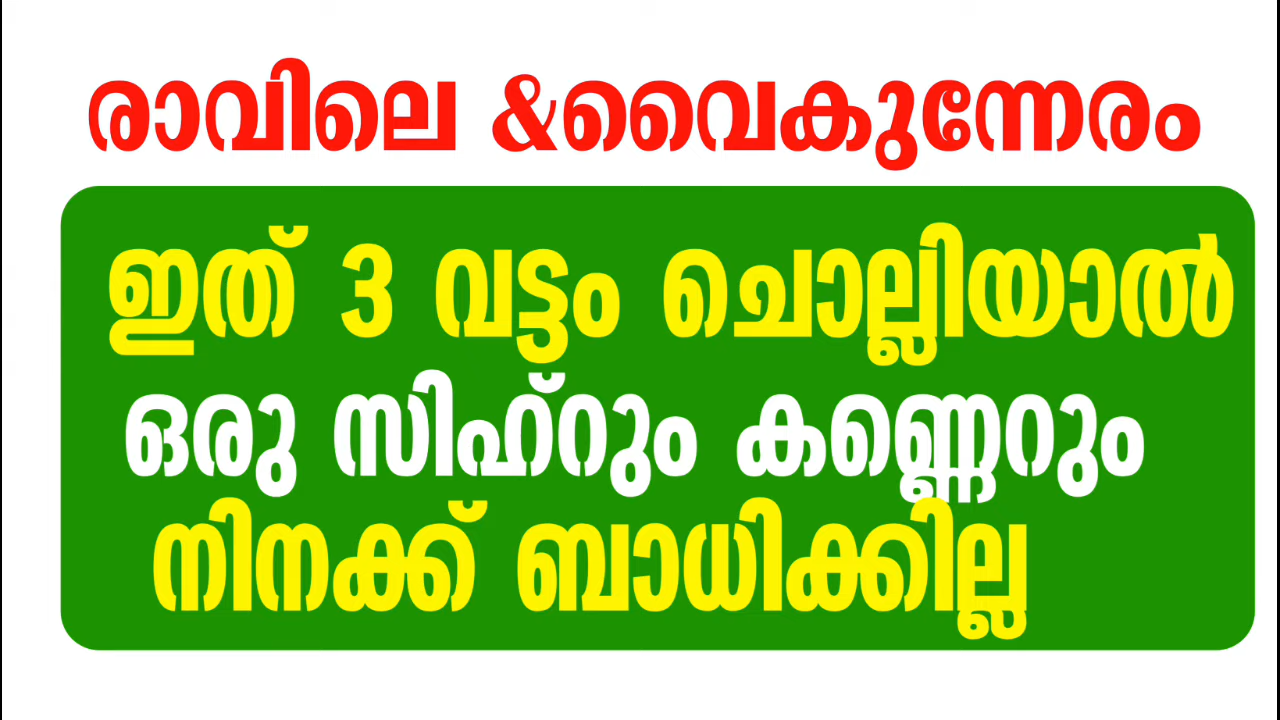 രാവിലെ &വൈകുന്നേരം
ഇത് 3 വട്ടം ചൊല്ലിയാൽ
ഒരു സിഹ്റും കണ്ണെറും
നിനക്ക് ബാധിക്കില്ല